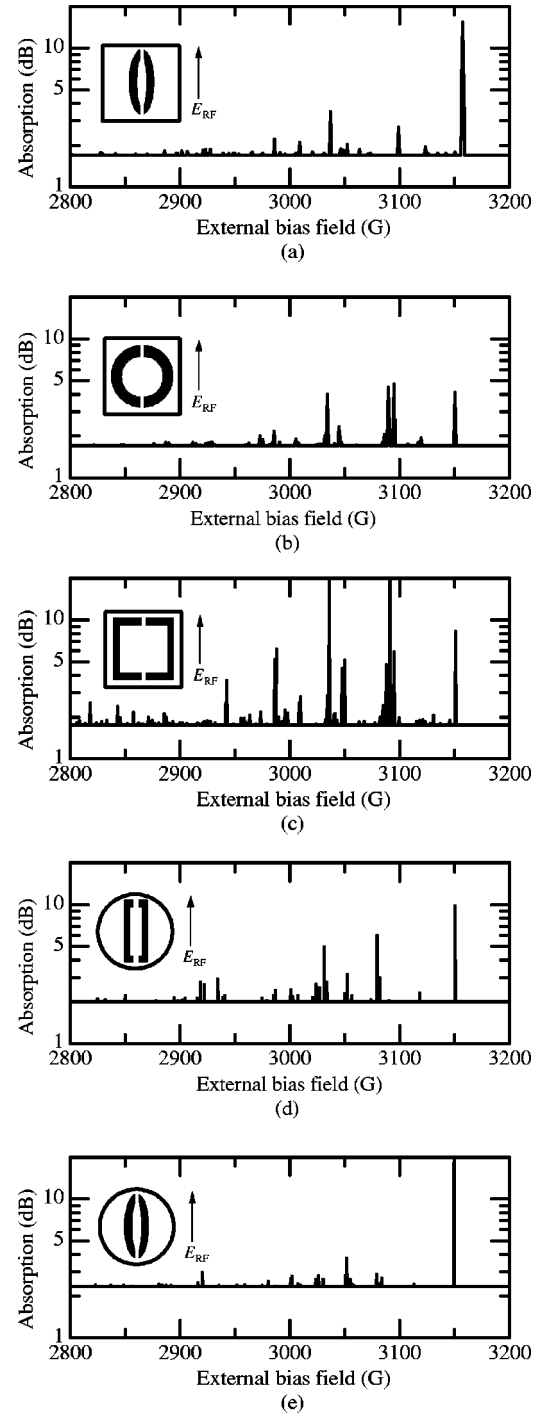 Absorption (dB)
10
5
1
E_RF
2800 2900 3000 3100 3200
External bias field (G)
(a)
Absorption (dB)
10
5
1
E_RF
2800 2900 3000 3100 3200
External bias field (G)
(b)
Absorption (dB)
10
5
1
E_RF
2800 2900 3000 3100 3200
External bias field (G)
(c)
Absorption (dB)
10
5
1
E_RF
2800 2900 3000 3100 3200
External bias field (G)
(d)
Absorption (dB)
10
5
1
E_RF
2800 2900 3000 3100 3200
External bias field (G)
(e)